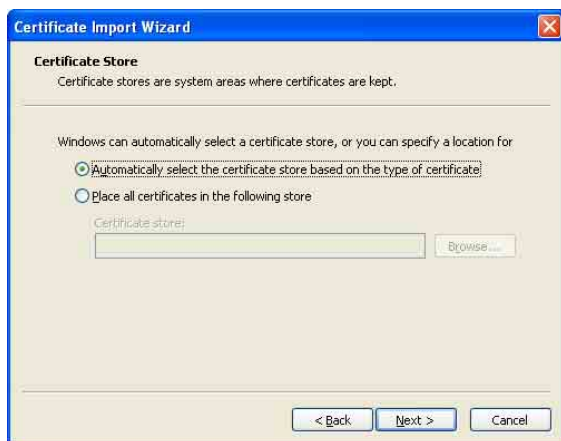 Certificate Import Wizard
Certificate Store
Certificate stores are system areas where certificates are kept.
Windows can automatically select a certificate store, or you can specify a location for
Automatically select the certificate store based on the type of certificate
Place all certificates in the following store
Certificate store:
Browse...
< Back
Next >
Cancel